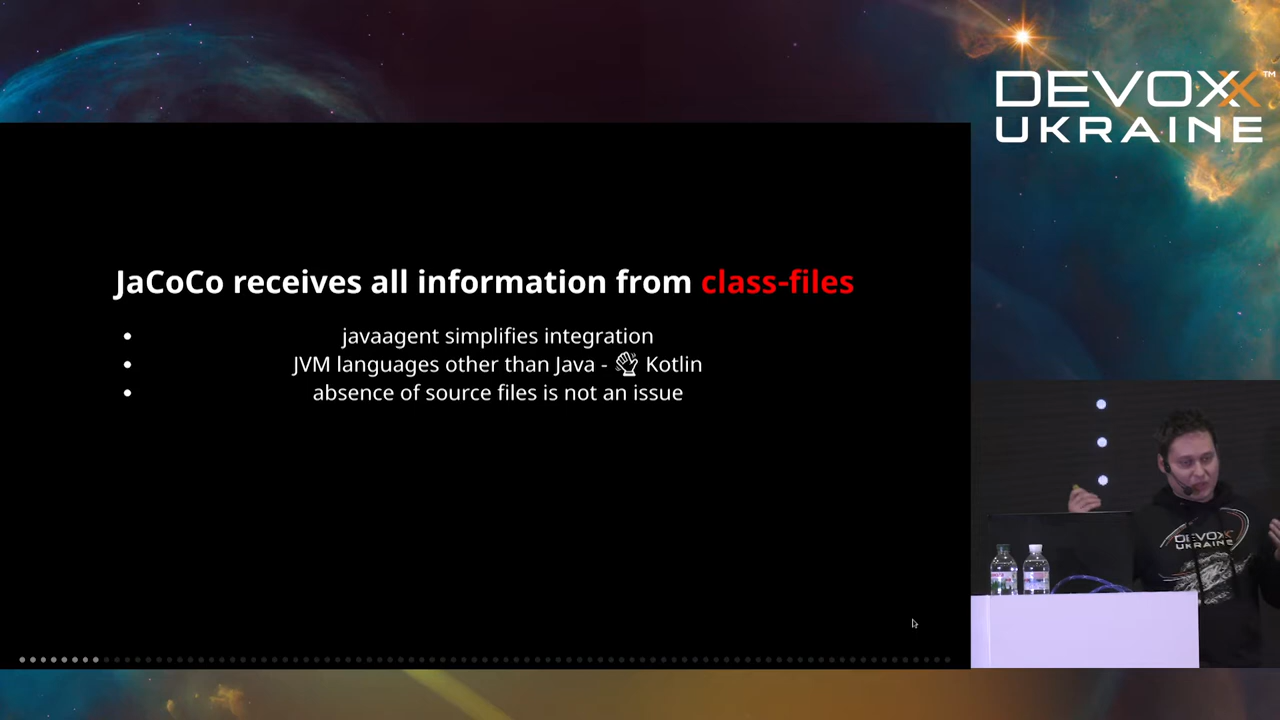 DEVOXX™
UKRAINE
JaCoCo receives all information from class-files
• javaagent simplifies integration
• JVM languages other than Java - 👋 Kotlin
• absence of source files is not an issue
DEVOXX
UKRAINE